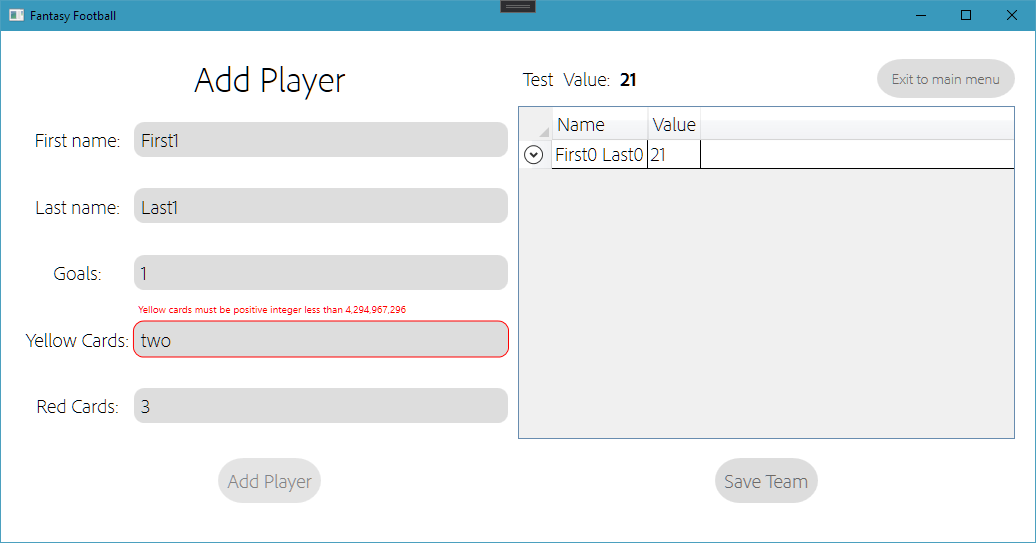 Fantasy Football
Add Player
First name: First1
Last name: Last1
Goals: 1
Yellow cards must be positive integer less than 4,294,967,296
Yellow Cards: two
Red Cards: 3
Add Player
Test Value: 21
Exit to main menu
Name Value
First0 Last0 21
Save Team